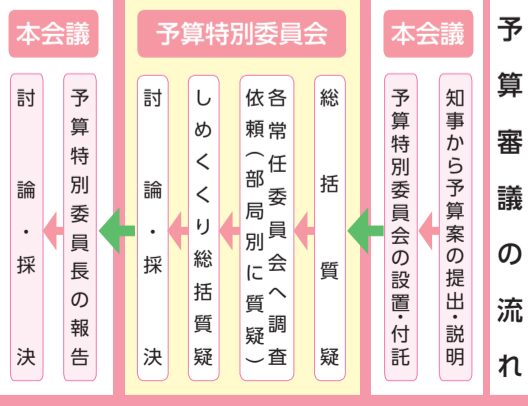 予算審議の流れ
本会議
知事から予算案の提出・説明
予算特別委員会の設置・付託
予算特別委員会
総括質疑
各常任委員会へ調査
依頼（部局別に質疑）
しめくくり総括質疑
討論・採決
本会議
予算特別委員長の報告
討論・採決